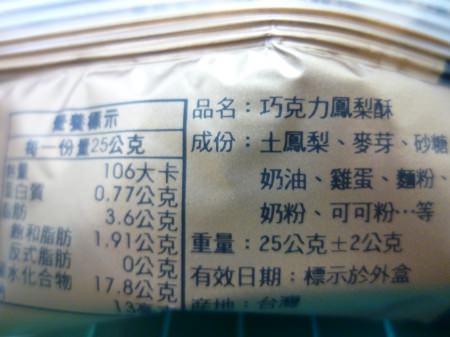 營養標示
每一份量25公克
熱量 106大卡
蛋白質 0.77公克
脂肪 3.6公克
飽和脂肪 1.91公克
反式脂肪 0公克
碳水化合物 17.8公克
品名:巧克力鳳梨酥
成份:土鳳梨、麥芽、砂糖
奶油、雞蛋、麵粉、
奶粉、可可粉…等
重量:25公克±2公克
有效日期:標示於外盒
產地:台灣